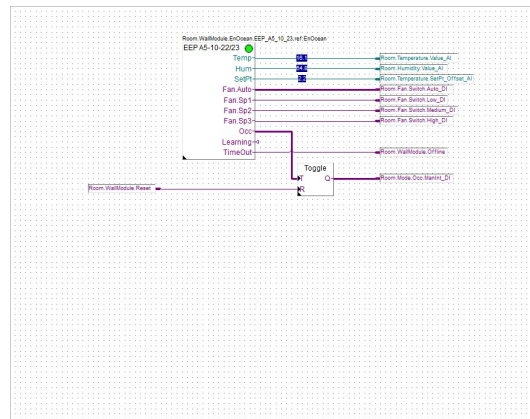 Room.WallModule.EnOcean.EEP_A5_10_23.ref.EnOcean
EEP A5-10-22/23
Temp
Room.Temperature.Value_AI
Hum
Room.Humidity.Value_AI
SetPt
Room.Temperature.SetPt_Offset_AI
Fan.Auto
Room.Fan.Switch.Auto_DI
Fan.Sp1
Room.Fan.Switch.Low_DI
Fan.Sp2
Room.Fan.Switch.Medium_DI
Fan.Sp3
Room.Fan.Switch.High_DI
Occ
Learning
TimeOut
Room.WallModule.Offline
Toggle
T Q
Room.Mode.Occ.ManInt_DI
Room.WallModule.Reser
R